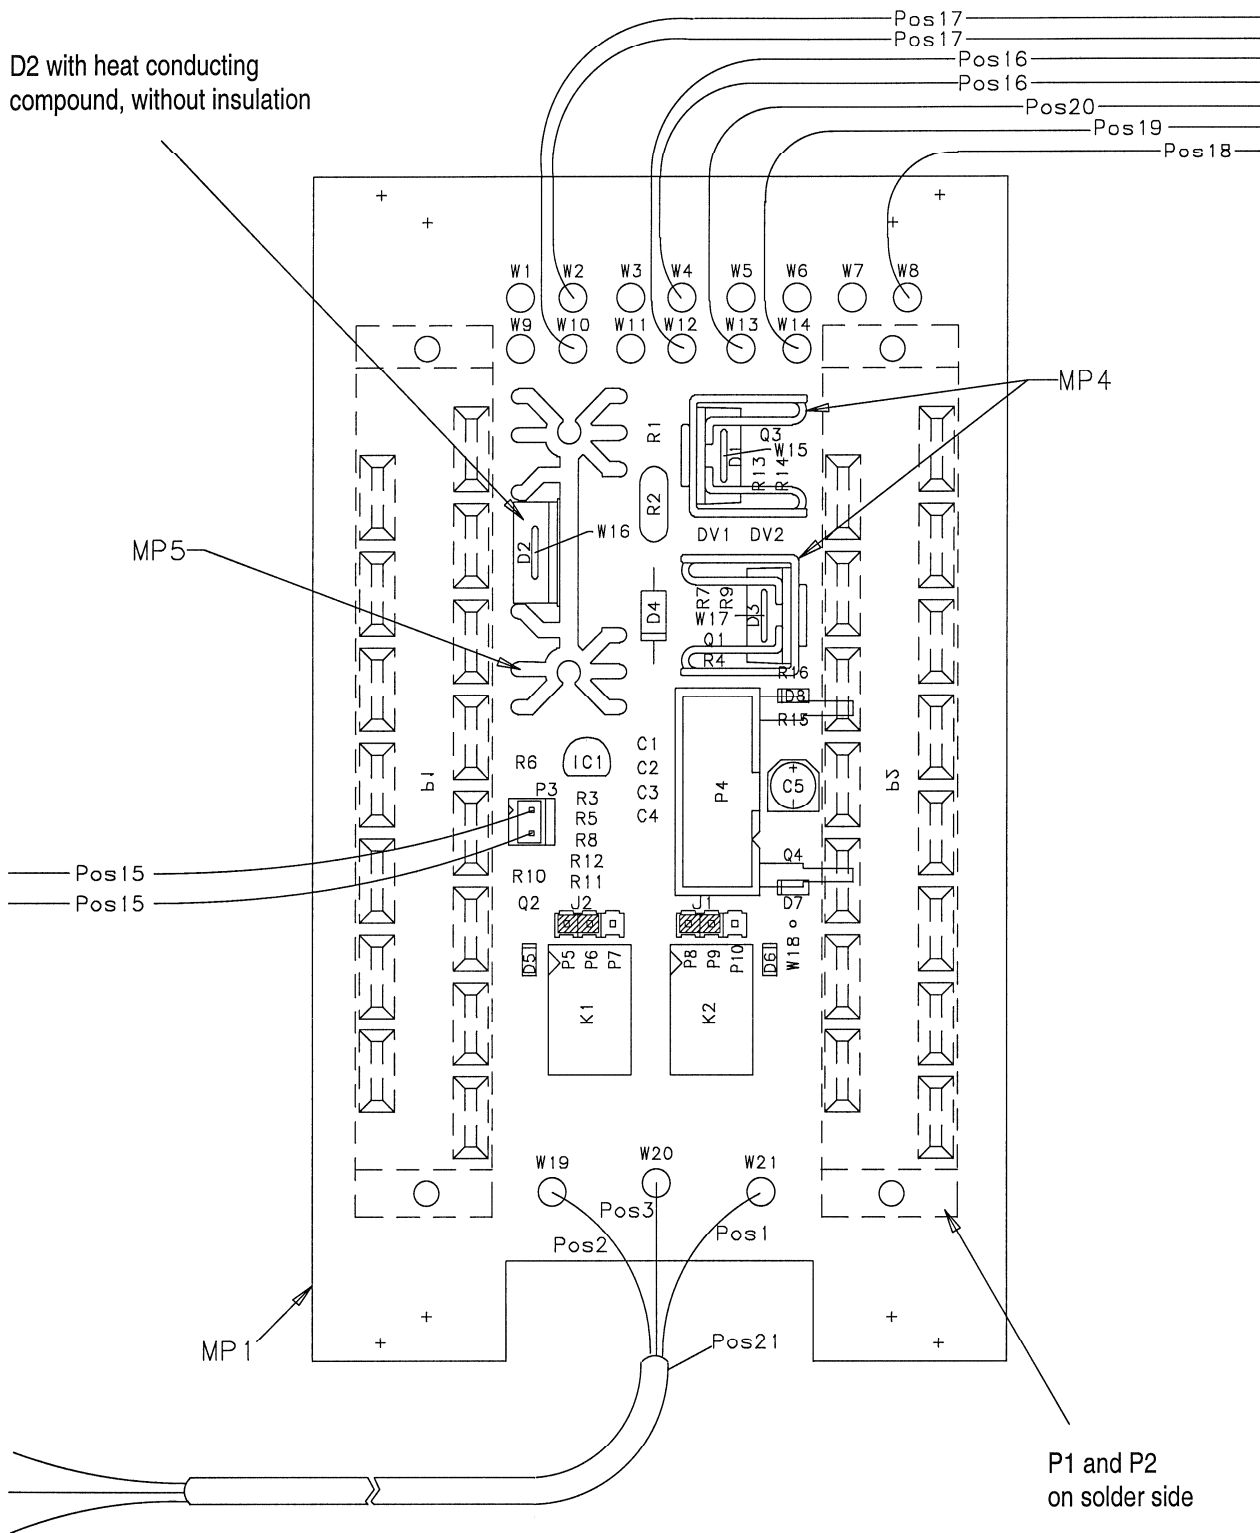 Pos17
Pos17
Pos16
Pos16
Pos20
Pos19
Pos18
D2 with heat conducting
compound, without insulation
W1 W2 W3 W4 W5 W6 W7 W8
W9 W10 W11 W12 W13 W14
MP4
R1
Q3
D1
W15
R13
R14
R2
DV1 DV2
W16
D2
MP5
D4
R7
R9
W17
D3
Q1
R4
R16
D8
R15
C1
C2
C3
C4
R6
IC1
P4
C5
P1
P2
P3
R3
R5
R8
R12
R11
Pos15
Pos15
R10
Q2
J2
J1
Q4
D7
W18
D5
P5
P6
P7
P8
P9
P10
D6
K1
K2
W19
W20
W21
Pos3
Pos2
Pos1
MP1
Pos21
P1 and P2
on solder side